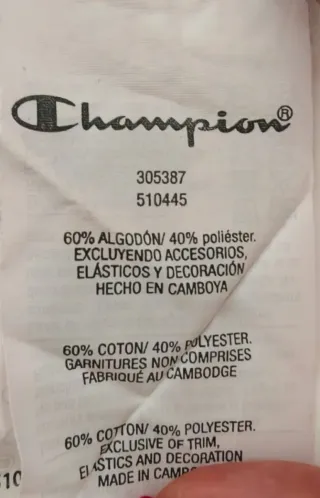 Champion®
305387
510445
60% ALGODÓN/ 40% poliéster.
EXCLUYENDO ACCESORIOS,
ELÁSTICOS Y DECORACIÓN
HECHO EN CAMBOYA
60% COTON/ 40% POLYESTER.
GARNITURES NON COMPRISES
FABRIQUÉ AU CAMBODGE
60% COTTON/ 40% POLYESTER.
EXCLUSIVE OF TRIM,
ELASTICS AND DECORATION
MADE IN
510